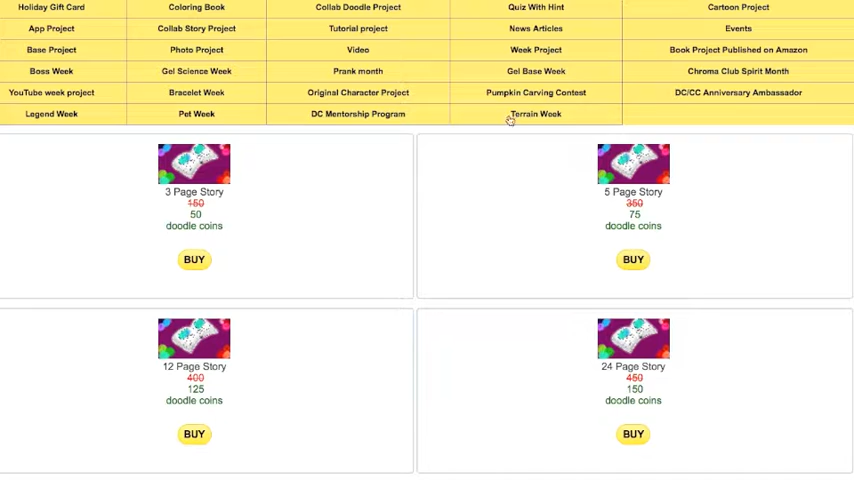 Holiday Gift Card Coloring Book Collab Doodle Project Quiz With Hint Cartoon Project
App Project Collab Story Project Tutorial project News Articles Events
Base Project Photo Project Video Week Project Book Project Published on Amazon
Boss Week Gel Science Week Prank month Gel Base Week Chroma Club Spirit Month
YouTube week project Bracelet Week Original Character Project Pumpkin Carving Contest DC/CC Anniversary Ambassador
Legend Week Pet Week DC Mentorship Program Terrain Week
3 Page Story
150
50
doodle coins
BUY
5 Page Story
350
75
doodle coins
BUY
12 Page Story
400
125
doodle coins
BUY
24 Page Story
450
150
doodle coins
BUY